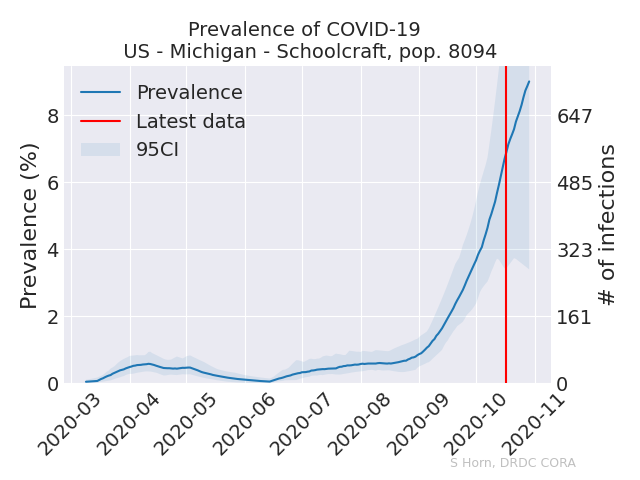 Prevalence of COVID-19
US - Michigan - Schoolcraft, pop. 8094
Prevalence
Latest data
95CI
Prevalence (%)
8
6
4
2
0
647
485
323
161
0
# of infections
2020-03
2020-04
2020-05
2020-06
2020-07
2020-08
2020-09
2020-10
2020-11
S Horn, DRDC CORA